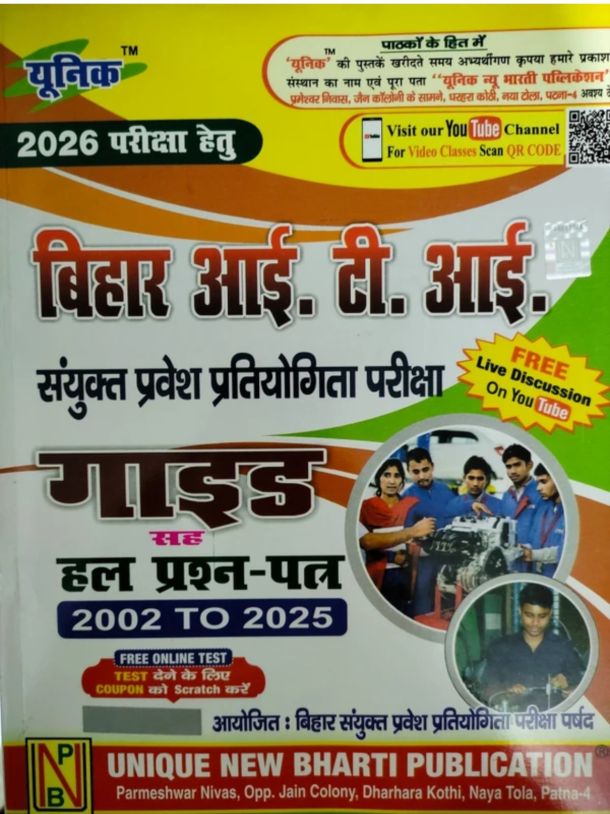 यूनिक™
पाठकों के हित में
"यूनिक"™ की पुस्तकें खरीदते समय अभ्यर्थीगण कृपया हमारे प्रकाश
संस्थान का नाम एवं पूरा पता "यूनिक न्यू भारती पब्लिकेशन"
प्रमेश्वर निवास, जैन कॉलोनी के सामने, धरहरा कोठी, नया टोला, पटना-4 अवश्य
2026 परीक्षा हेतु
Visit our YouTube Channel
For Video Classes Scan QR CODE
बिहार आई. टी. आई.
संयुक्त प्रवेश प्रतियोगिता परीक्षा
FREE
Live Discussion
On YouTube
गाइड
सह
हल प्रश्न-पत्र
2002 TO 2025
FREE ONLINE TEST
TEST देने के लिए
COUPON को Scratch करें
आयोजित : बिहार संयुक्त प्रवेश प्रतियोगिता परीक्षा पर्षद
NPB
UNIQUE NEW BHARTI PUBLICATION®
Parmeshwar Nivas, Opp. Jain Colony, Dharhara Kothi, Naya Tola, Patna-4